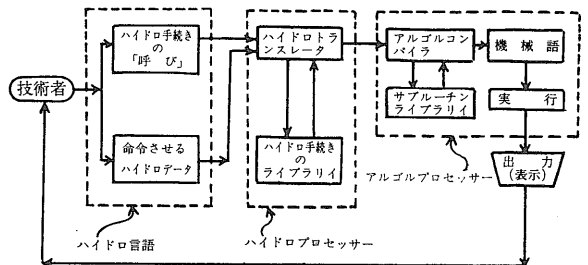 技術者
ハイドロ手続き
の
「呼び」
命令させる
ハイドロデータ
ハイドロ言語
ハイドロトラ
ンスレータ
ハイドロ手続き
の
ライブラリイ
ハイドロプロセッサー
アルゴルコン
パイラ
サブルーチン
ライブラリイ
機械語
実行
アルゴルプロセッサー
出力
(表示)